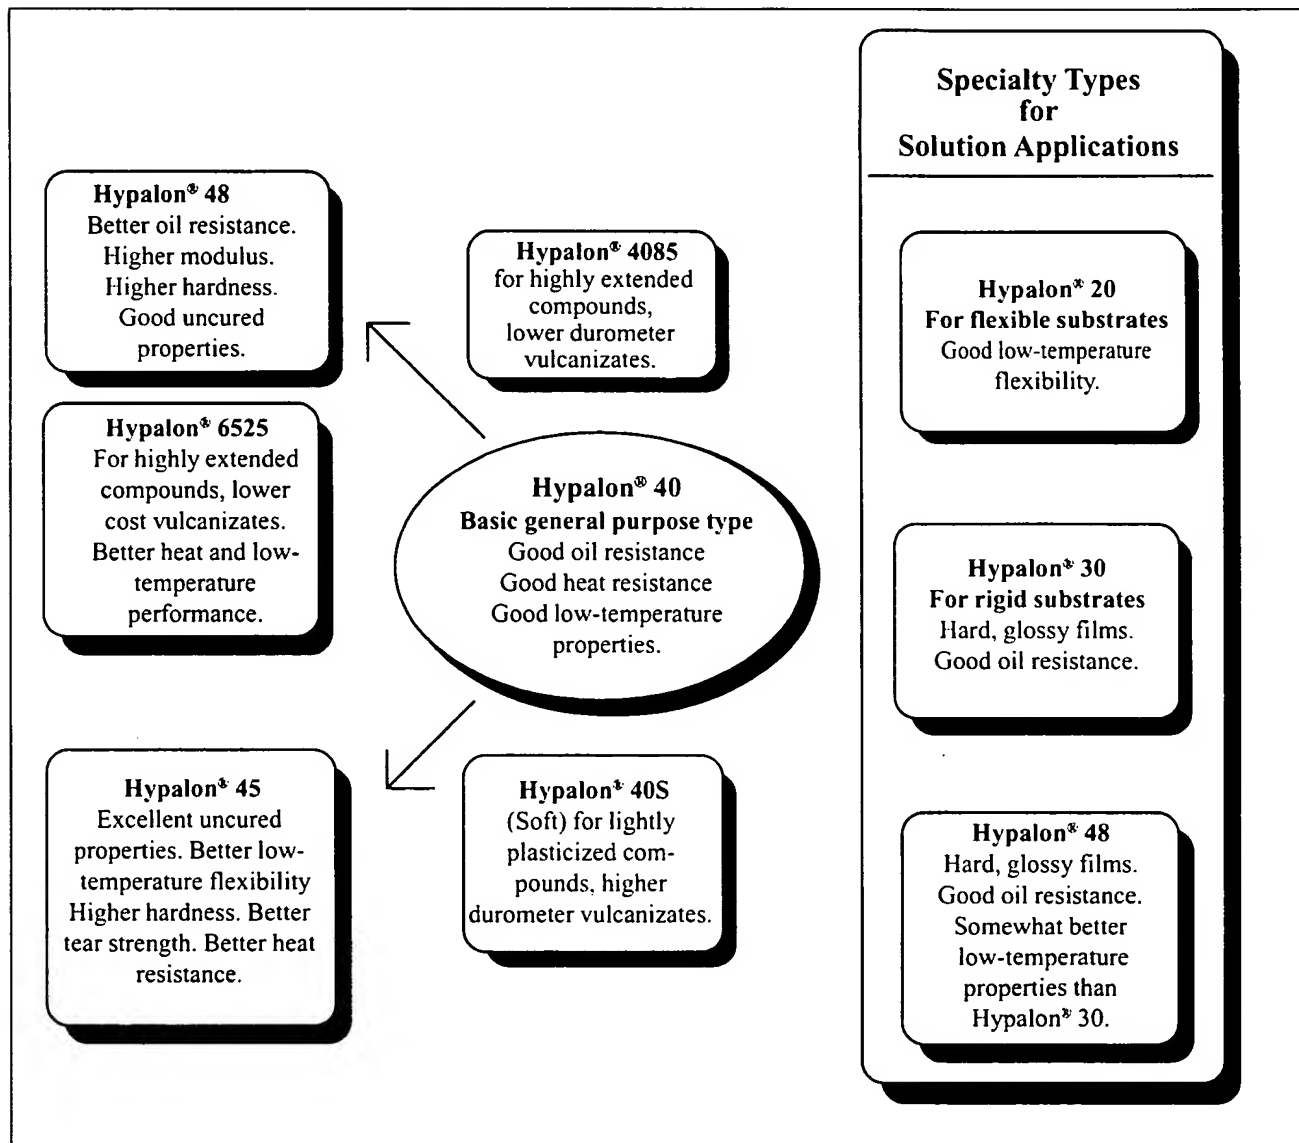 Hypalon® 48
Better oil resistance.
Higher modulus.
Higher hardness.
Good uncured
properties.
Hypalon® 4085
for highly extended
compounds,
lower durometer
vulcanizates.
Hypalon® 6525
For highly extended
compounds, lower
cost vulcanizates.
Better heat and low-
temperature
performance.
Hypalon® 40
Basic general purpose type
Good oil resistance
Good heat resistance
Good low-temperature
properties.
Hypalon® 45
Excellent uncured
properties. Better low-
temperature flexibility
Higher hardness. Better
tear strength. Better heat
resistance.
Hypalon® 40S
(Soft) for lightly
plasticized com-
pounds, higher
durometer vulcanizates.
Specialty Types
for
Solution Applications
Hypalon® 20
For flexible substrates
Good low-temperature
flexibility.
Hypalon® 30
For rigid substrates
Hard, glossy films.
Good oil resistance.
Hypalon® 48
Hard, glossy films.
Good oil resistance.
Somewhat better
low-temperature
properties than
Hypalon® 30.